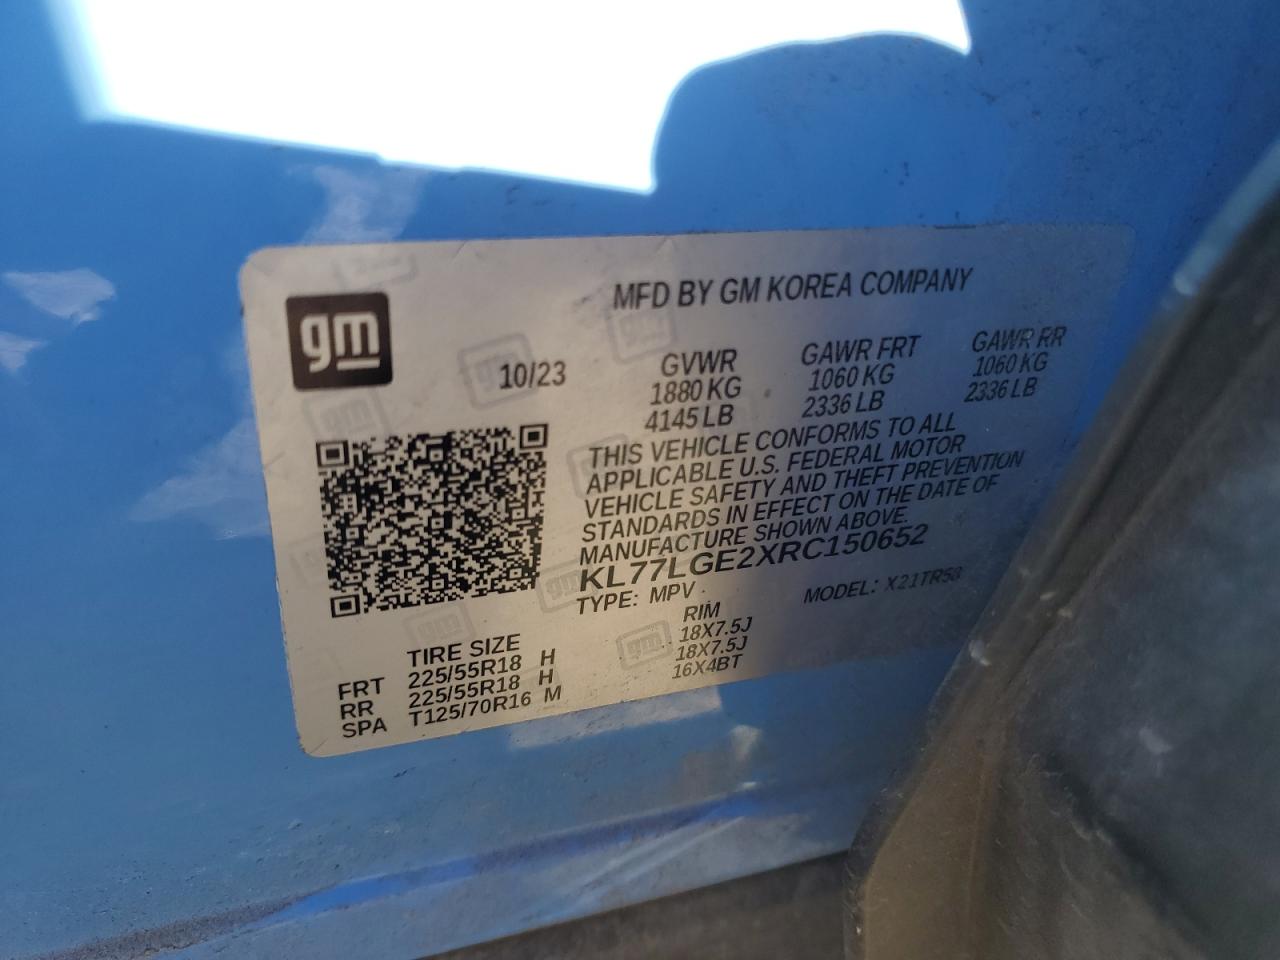 gm
MFD BY GM KOREA COMPANY
10/23
GVWR GAWR FRT GAWR RR
1880 KG 1060 KG 1060 KG
4145 LB 2336 LB 2336 LB
THIS VEHICLE CONFORMS TO ALL
APPLICABLE U.S. FEDERAL MOTOR
VEHICLE SAFETY AND THEFT PREVENTION
STANDARDS IN EFFECT ON THE DATE OF
MANUFACTURE SHOWN ABOVE.
KL77LGE2XRC150652
TYPE: MPV MODEL: X21TR58
TIRE SIZE RIM
FRT 225/55R18 H 18X7.5J
RR 225/55R18 H 18X7.5J
SPA T125/70R16 M 16X4BT